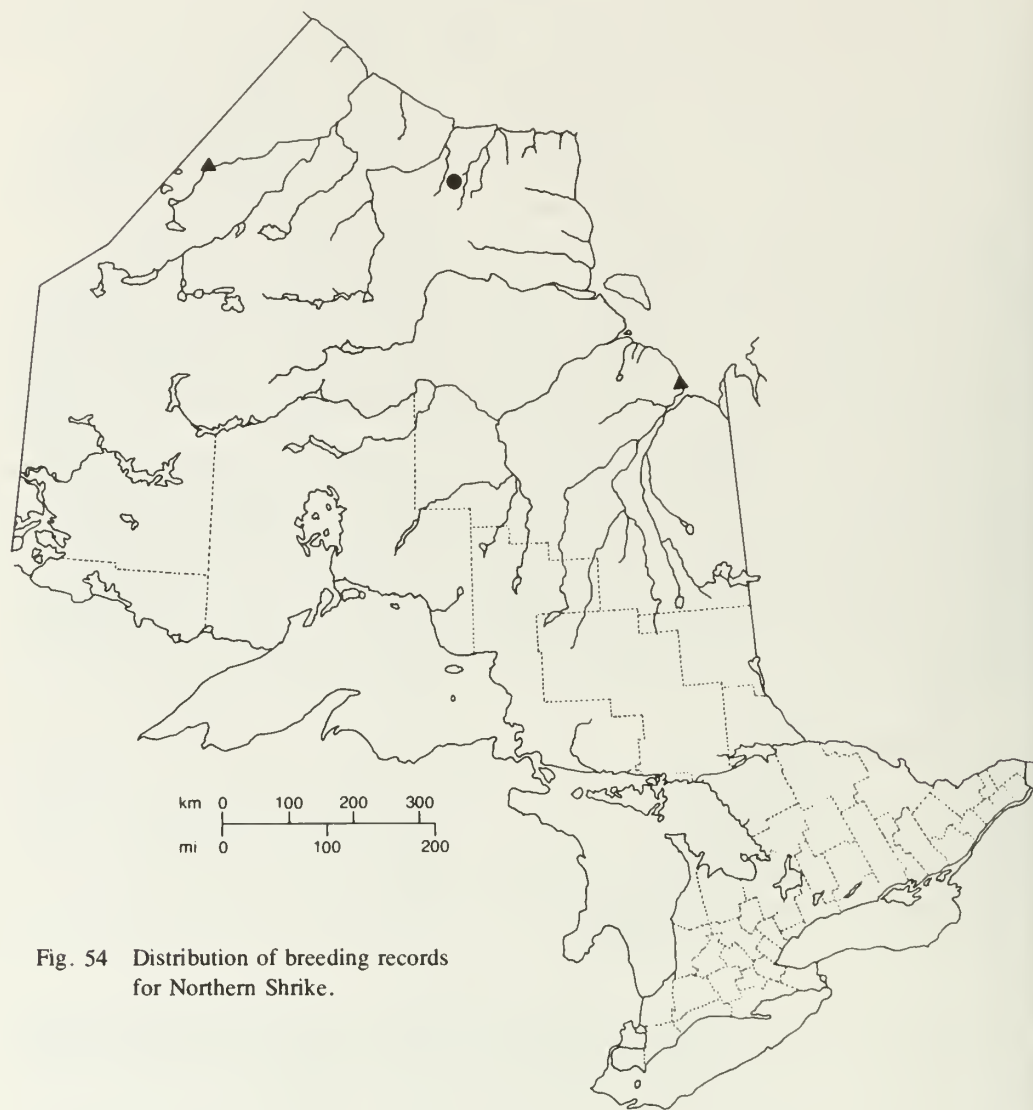 km 0 100 200 300
mi 0 100 200
Fig. 54 Distribution of breeding records
for Northern Shrike.